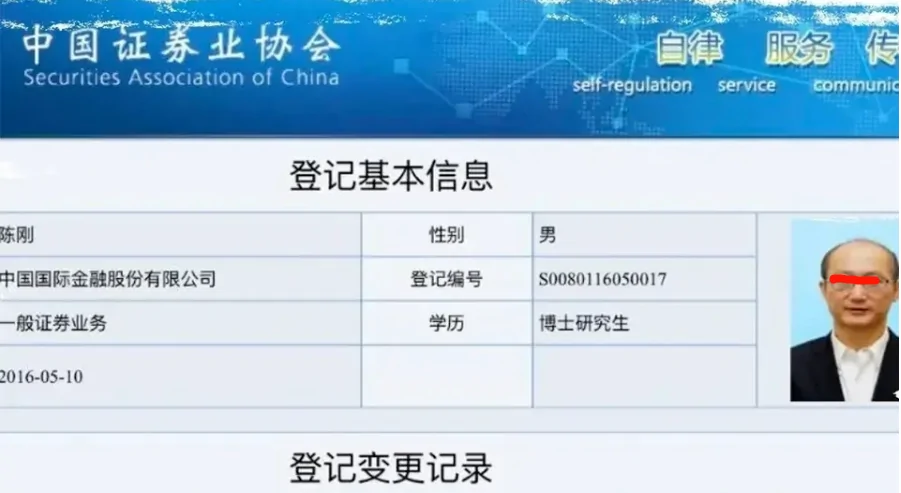 中国证券业协会
Securities Association of China
自律 服务 传
self-regulation service communic
登记基本信息
陈刚 性别 男
中国国际金融股份有限公司 登记编号 S0080116050017
一般证券业务 学历 博士研究生
2016-05-10
登记变更记录